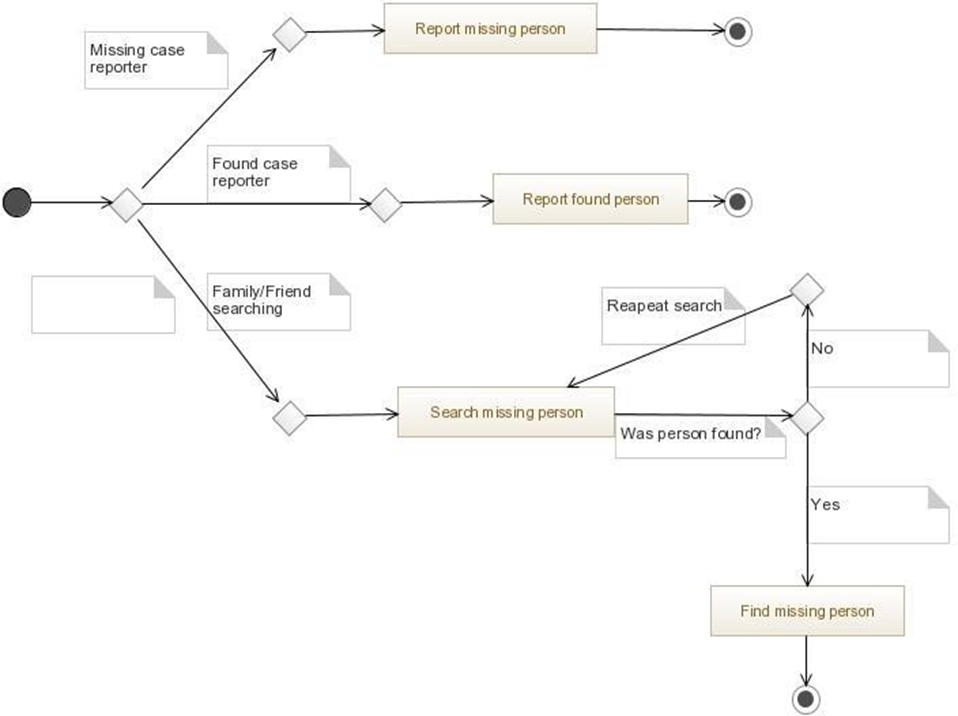 Missing case
reporter
Report missing person
Found case
reporter
Report found person
Family/Friend
searching
Reapeat search
No
Search missing person
Was person found?
Yes
Find missing person